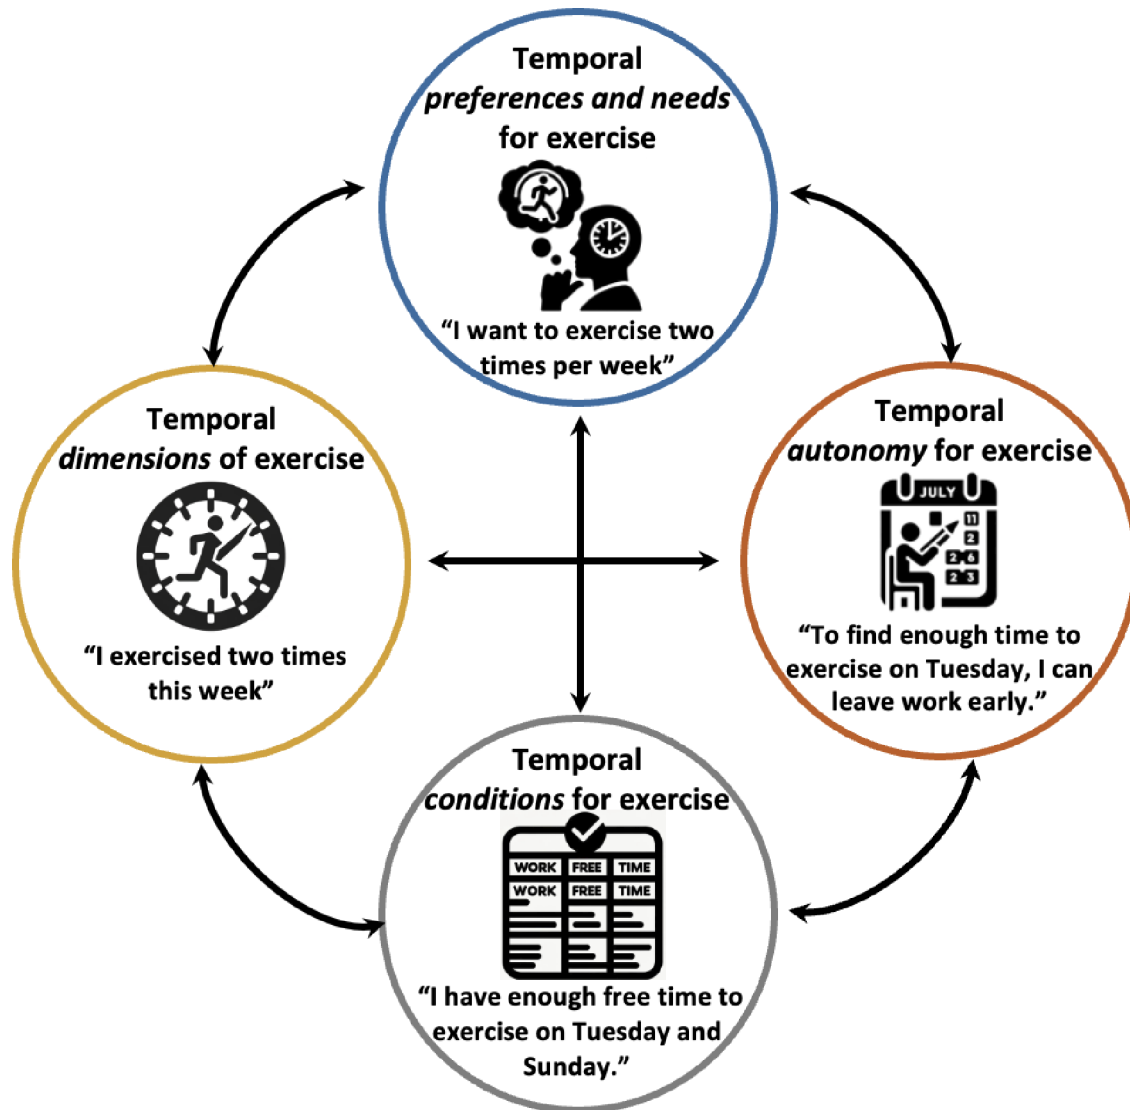 Temporal
preferences and needs
for exercise
“I want to exercise two
times per week”
Temporal
dimensions of exercise
“I exercised two times
this week”
Temporal
autonomy for exercise
JULY
11
2
2-6
2 3
“To find enough time to
exercise on Tuesday, I can
leave work early.”
Temporal
conditions for exercise
WORK FREE TIME
WORK FREE TIME
“I have enough free time to
exercise on Tuesday and
Sunday.”